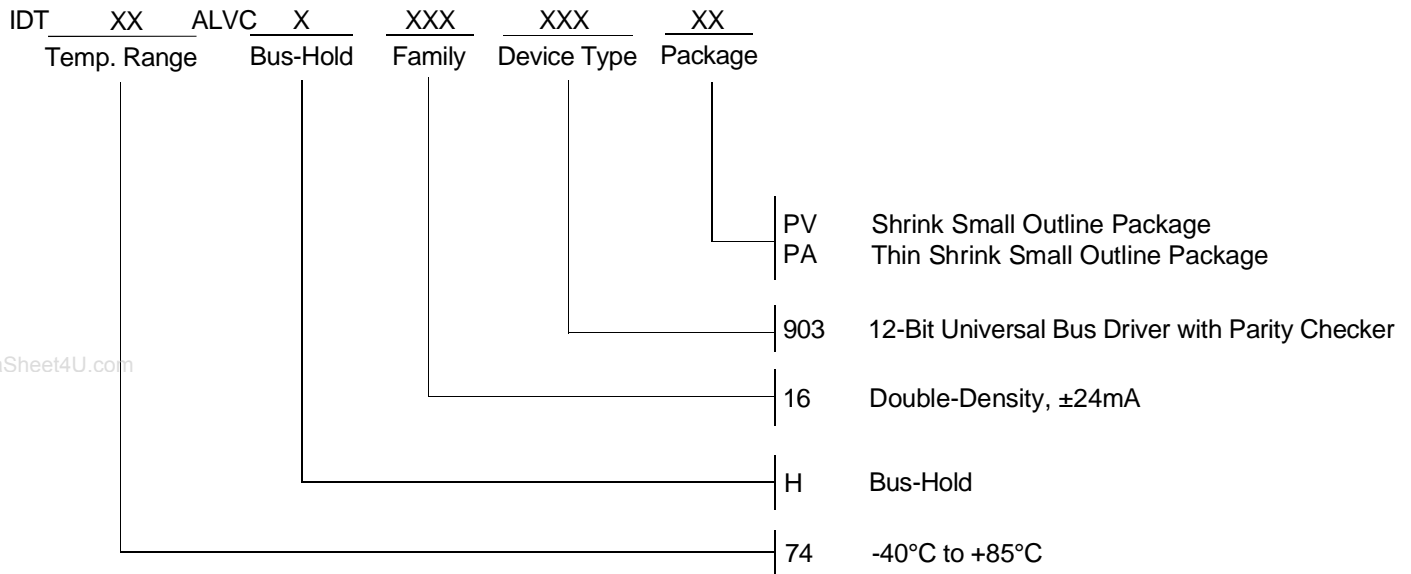 IDT XX ALVC X XXX XXX XX
Temp. Range Bus-Hold Family Device Type Package
PV Shrink Small Outline Package
PA Thin Shrink Small Outline Package
903 12-Bit Universal Bus Driver with Parity Checker
Sheet4U.com
16 Double-Density, ±24mA
H Bus-Hold
74 -40°C to +85°C